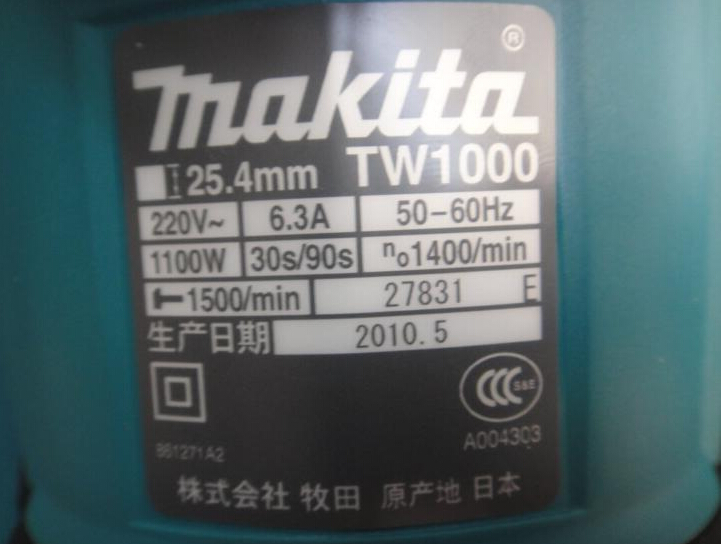 makita®
25.4mm TW1000
220V~ 6.3A 50-60Hz
1100W 30s/90s n₀1400/min
1500/min 27831 E
生产日期 2010.5
CCC S&E
861271A2 A004303
株式会社 牧田 原产地 日本